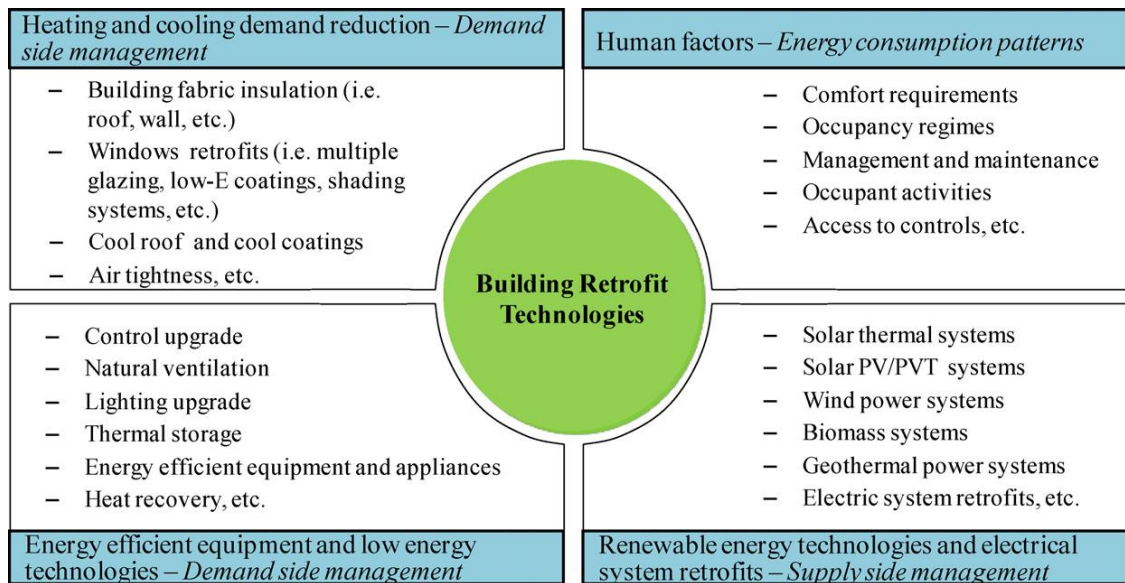 Heating and cooling demand reduction – Demand
side management
– Building fabric insulation (i.e.
roof, wall, etc.)
– Windows retrofits (i.e. multiple
glazing, low-E coatings, shading
systems, etc.)
– Cool roof and cool coatings
– Air tightness, etc.
Human factors – Energy consumption patterns
– Comfort requirements
– Occupancy regimes
– Management and maintenance
– Occupant activities
– Access to controls, etc.
Building Retrofit
Technologies
– Control upgrade
– Natural ventilation
– Lighting upgrade
– Thermal storage
– Energy efficient equipment and appliances
– Heat recovery, etc.
Energy efficient equipment and low energy
technologies – Demand side management
– Solar thermal systems
– Solar PV/PVT systems
– Wind power systems
– Biomass systems
– Geothermal power systems
– Electric system retrofits, etc.
Renewable energy technologies and electrical
system retrofits – Supply side management